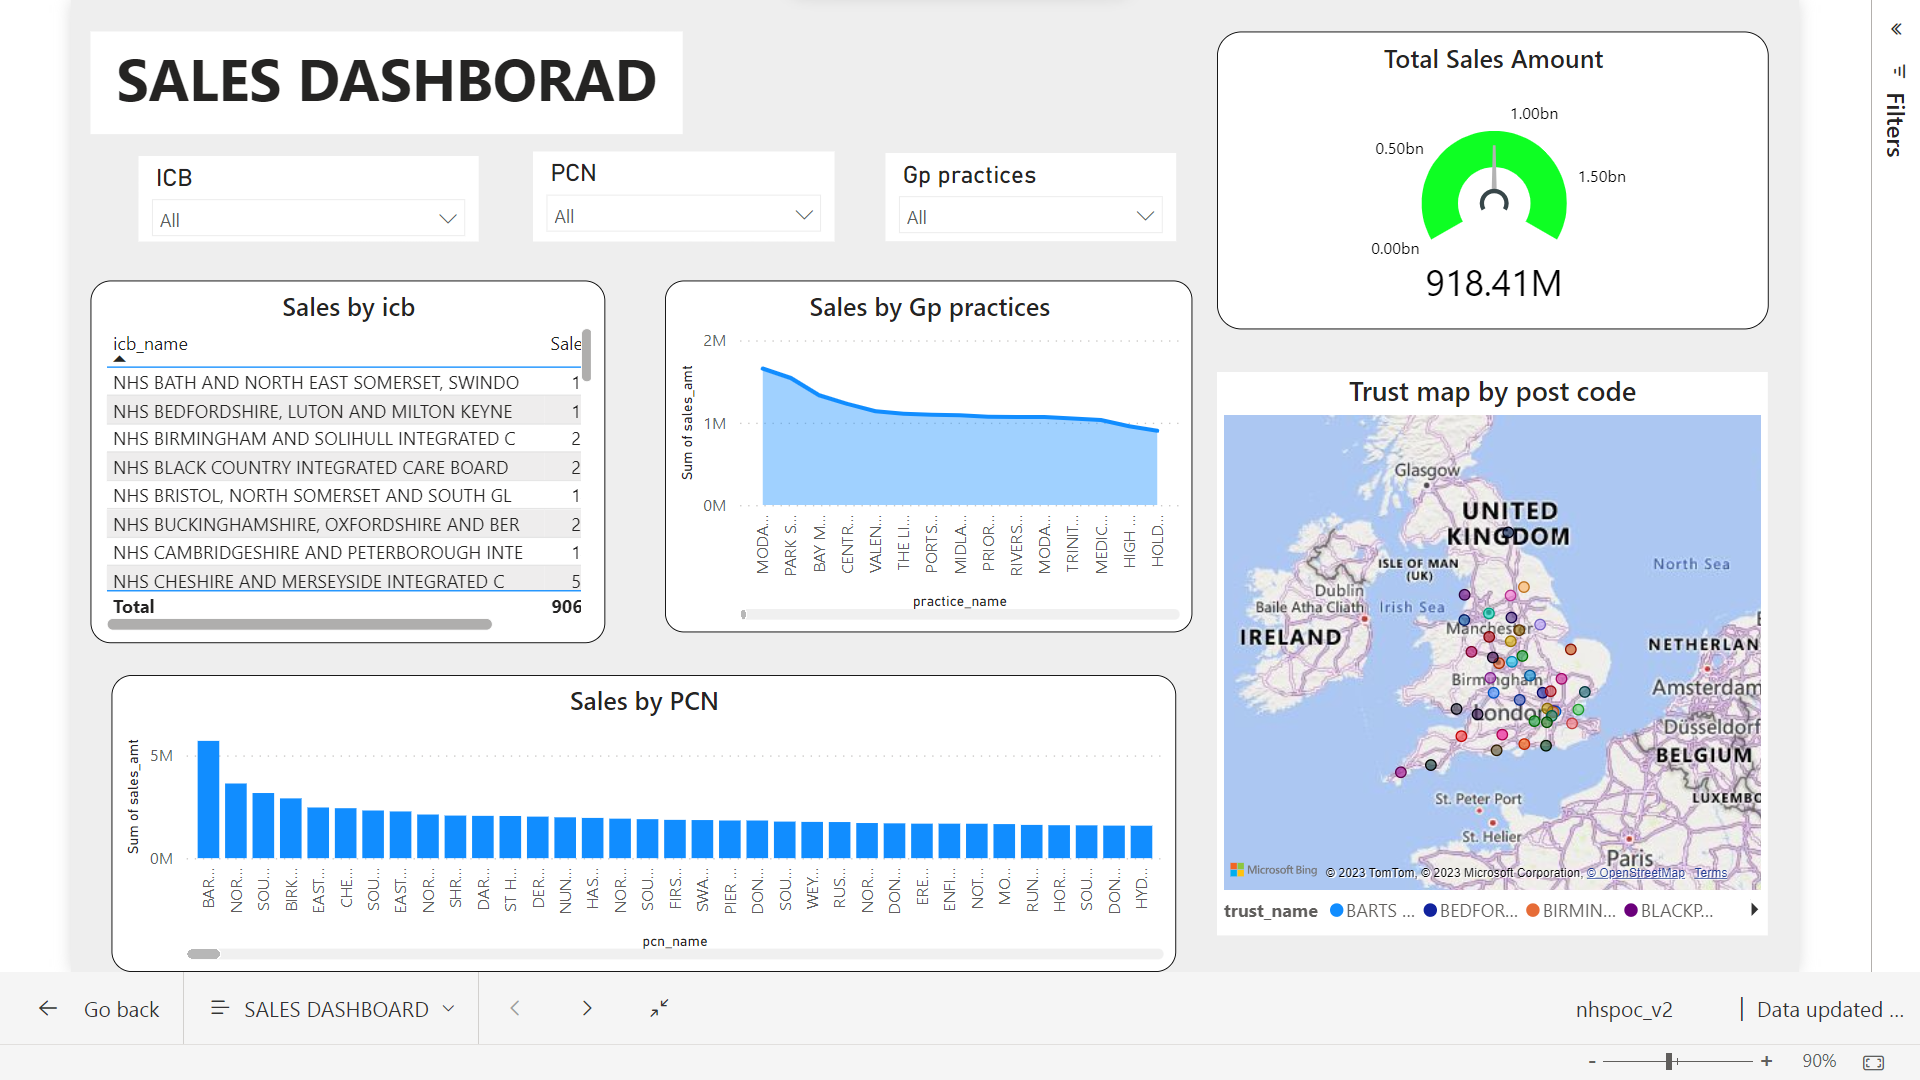 SALES DASHBORAD
ICB
All
PCN
All
Gp practices
All
Total Sales Amount
0.00bn
0.50bn
1.00bn
1.50bn
918.41M
Filters
Sales by icb
icb_name Sale
NHS BATH AND NORTH EAST SOMERSET, SWINDO 1
NHS BEDFORDSHIRE, LUTON AND MILTON KEYNE 1
NHS BIRMINGHAM AND SOLIHULL INTEGRATED C 2
NHS BLACK COUNTRY INTEGRATED CARE BOARD 2
NHS BRISTOL, NORTH SOMERSET AND SOUTH GL 1
NHS BUCKINGHAMSHIRE, OXFORDSHIRE AND BER 2
NHS CAMBRIDGESHIRE AND PETERBOROUGH INTE 1
NHS CHESHIRE AND MERSEYSIDE INTEGRATED C 5
Total 906
Sales by Gp practices
Sum of sales_amt
2M
1M
0M
MODA...
PARK S...
BAY M...
CENTR...
VALEN...
THE LI...
PORTS...
MIDLA...
PRIOR...
RIVERS...
MODA...
TRINIT...
MEDIC...
HIGH ...
HOLD...
practice_name
Trust map by post code
Glasgow
UNITED
KINGDOM
ISLE OF MAN
(UK)
North Sea
Dublin
Baile Atha Cliath
Irish Sea
Manchester
IRELAND
NETHERLAN
Birmingham
Amsterdam
London
Düsseldorf
BELGIUM
St. Peter Port
LUXEMBO
St. Helier
Paris
Microsoft Bing
© 2023 TomTom, © 2023 Microsoft Corporation, © OpenStreetMap Terms
trust_name BARTS ... BEDFOR... BIRMIN... BLACKP...
Sales by PCN
Sum of sales_amt
5M
0M
BAR...
NOR...
SOU...
BIRK...
EAST...
CHE...
SOU...
EAST...
NOR...
SHR...
DAR...
ST H...
DER...
NUN...
HAS...
NOR...
SOU...
FIRS...
SWA...
PIER ...
DON...
SOU...
WEY...
RUS...
NOR...
DON...
ERE...
ENFI...
NOT...
MO...
RUN...
HOR...
SOU...
DON...
HYD...
pcn_name
Go back
SALES DASHBOARD
nhspoc_v2 | Data updated ...
- + 90%